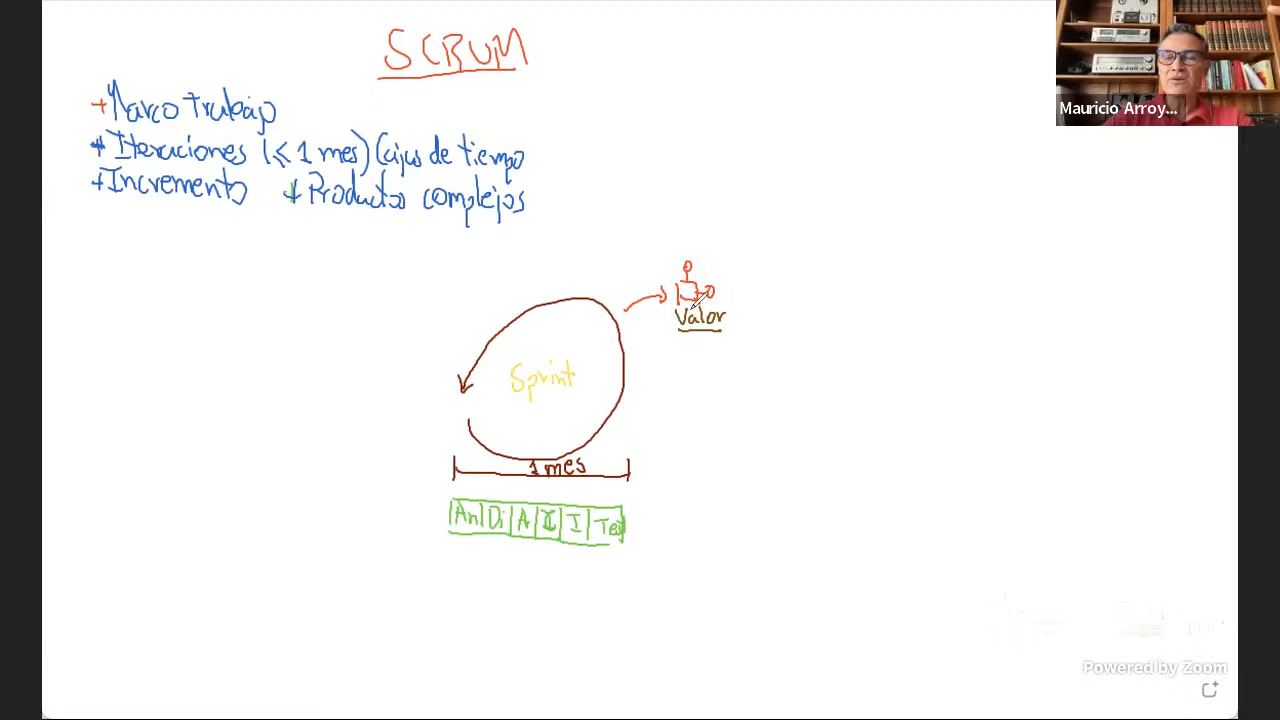 SCRUM
Mauricio Arroy...
+Marco trabajo
+Iteraciones (≤ 1 mes) (cajas de tiempo
+Incremento + Productos complejos
Valor
Sprint
1 mes
An Di A I Tes
Powered by Zoom